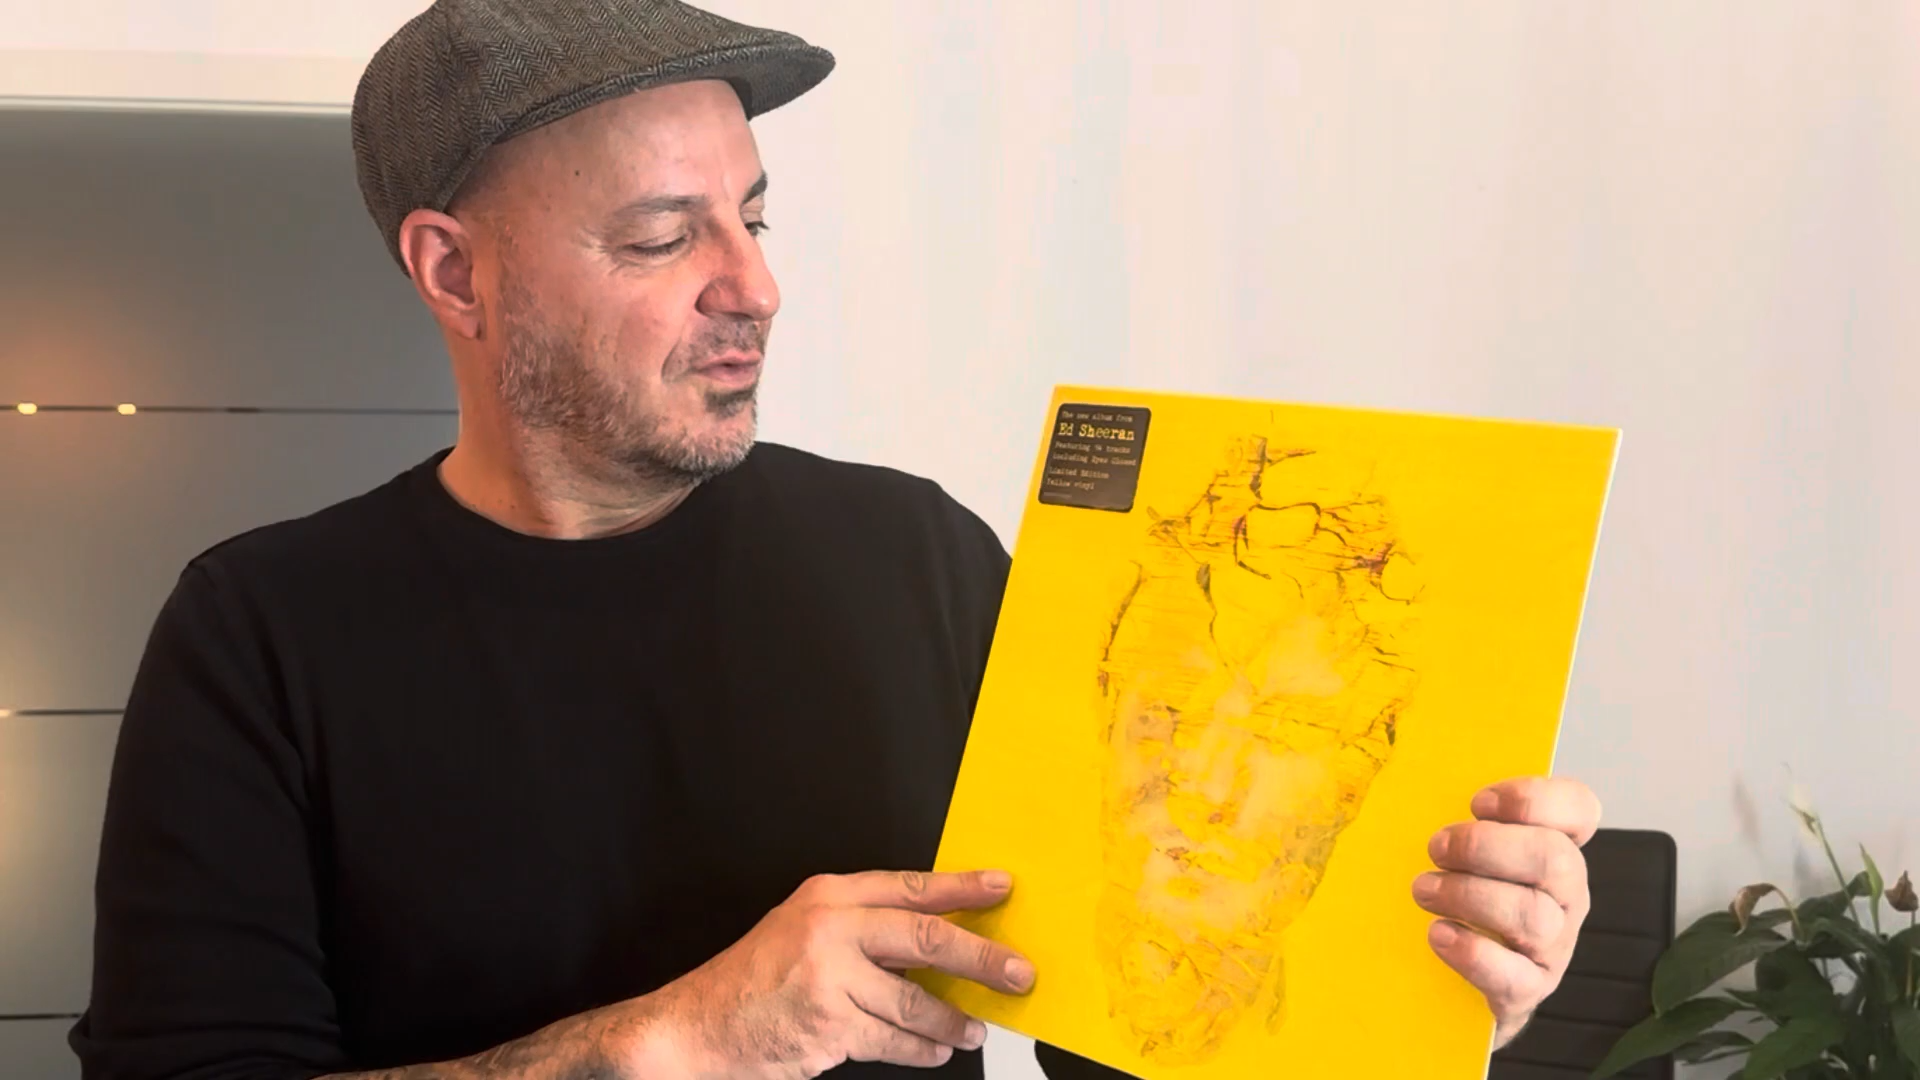 The new album from
Ed Sheeran
Featuring 14 tracks
including Eyes Closed
Limited Edition
Yellow vinyl